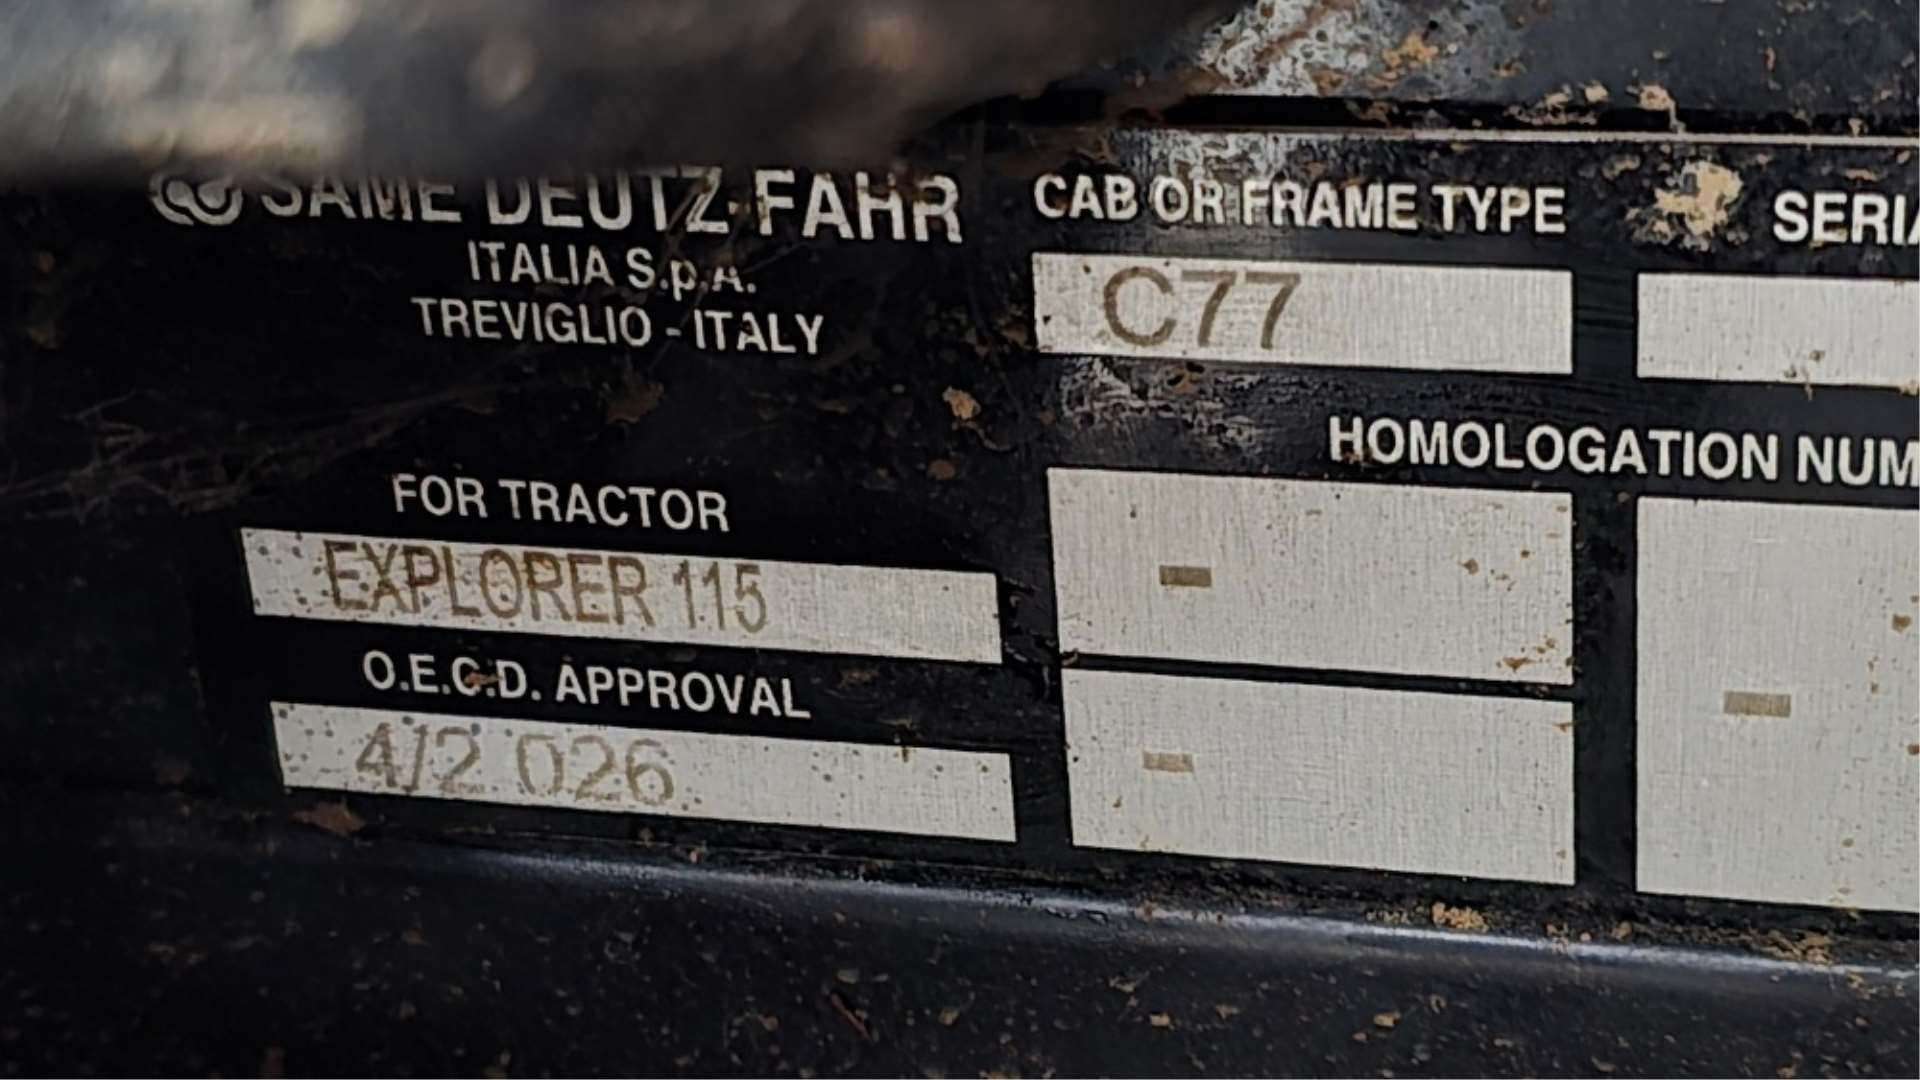 SAME DEUTZ-FAHR
ITALIA S.p.A.
TREVIGLIO - ITALY
FOR TRACTOR
EXPLORER 115
O.E.C.D. APPROVAL
4/2 026
CAB OR FRAME TYPE
C77
SERIA
HOMOLOGATION NUM
-
-
-